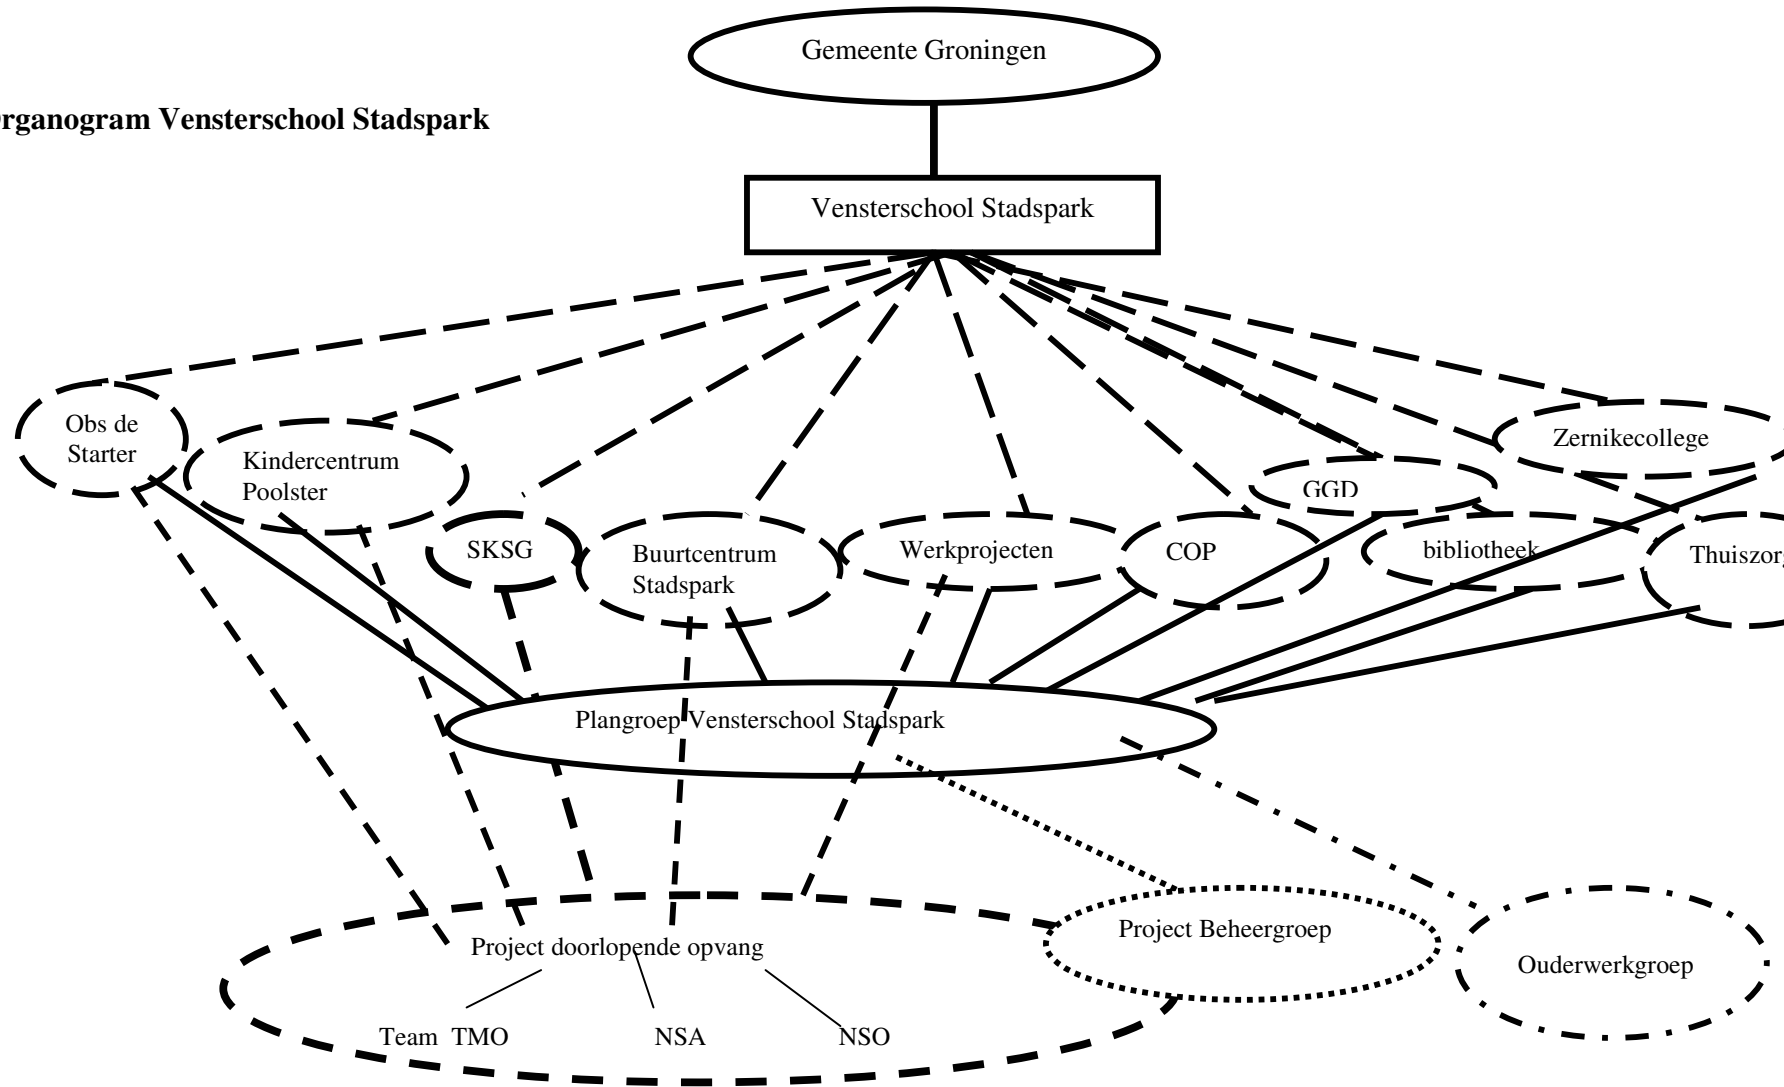 Gemeente Groningen
rganogram Vensterschool Stadspark
Vensterschool Stadspark
Obs de
Starter
Kindercentrum
Poolster
SKSG
Buurtcentrum
Stadspark
Werkprojecten
COP
GGD
bibliotheek
Zernikecollege
Thuiszorg
Plangroep Vensterschool Stadspark
Project doorlopende opvang
Team TMO
NSA
NSO
Project Beheergroep
Ouderwerkgroep